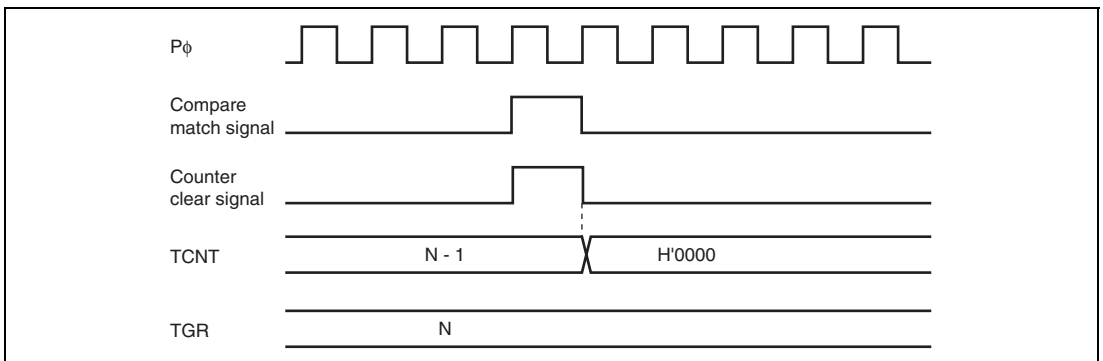 Pϕ
Compare
match signal
Counter
clear signal
TCNT
N - 1
H'0000
TGR
N